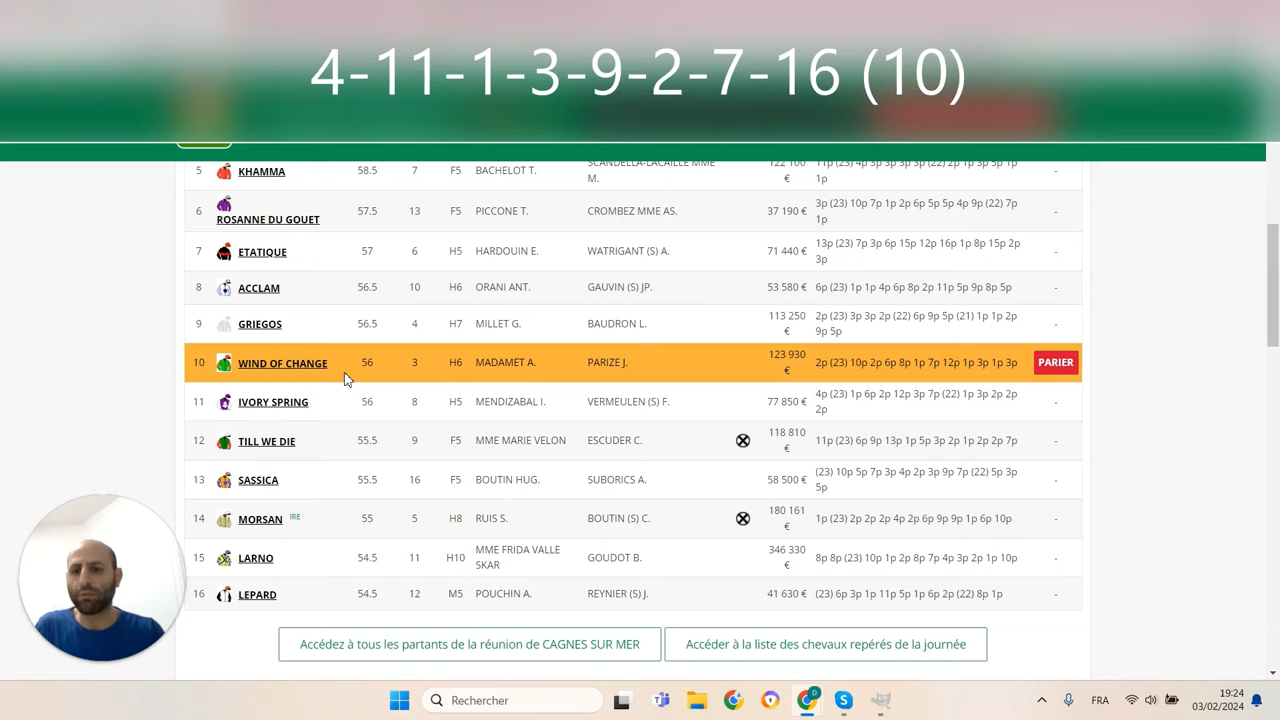 4-11-1-3-9-2-7-16 (10)
5 KHAMMA 58.5 7 F5 BACHELOT T. SCANDELLA-LACAILLE MME M. 122 100 € 11p (23) 4p 3p 3p 3p 3p (22) 2p 1p 3p 5p 1p 1p
6 ROSANNE DU GOUET 57.5 13 F5 PICCONE T. CROMBEZ MME AS. 37 190 € 3p (23) 10p 7p 1p 2p 6p 5p 5p 4p 9p (22) 7p 1p -
7 ETATIQUE 57 6 H5 HARDOUIN E. WATRIGANT (S) A. 71 440 € 13p (23) 7p 3p 6p 15p 12p 16p 1p 8p 15p 2p 3p -
8 ACCLAM 56.5 10 H6 ORANI ANT. GAUVIN (S) JP. 53 580 € 6p (23) 1p 1p 4p 6p 8p 2p 11p 5p 9p 8p 5p -
9 GRIEGOS 56.5 4 H7 MILLET G. BAUDRON L. 113 250 € 2p (23) 3p 3p 2p (22) 6p 9p 5p (21) 1p 1p 2p 9p 5p -
10 WIND OF CHANGE 56 3 H6 MADAMET A. PARIZE J. 123 930 € 2p (23) 10p 2p 6p 8p 1p 7p 12p 1p 3p 1p 3p PARIER
11 IVORY SPRING 56 8 H5 MENDIZABAL I. VERMEULEN (S) F. 77 850 € 4p (23) 1p 6p 2p 12p 3p 7p (22) 1p 3p 2p 2p 2p -
12 TILL WE DIE 55.5 9 F5 MME MARIE VELON ESCUDER C. 118 810 € 11p (23) 6p 9p 13p 1p 5p 3p 2p 1p 2p 2p 7p -
13 SASSICA 55.5 16 F5 BOUTIN HUG. SUBORICS A. 58 500 € (23) 10p 5p 7p 3p 4p 2p 3p 9p 7p (22) 5p 3p 5p -
14 MORSAN IRE 55 5 H8 RUIS S. BOUTIN (S) C. 180 161 € 1p (23) 2p 2p 2p 4p 2p 6p 9p 9p 1p 6p 10p -
15 LARNO 54.5 11 H10 MME FRIDA VALLE SKAR GOUDOT B. 346 330 € 8p 8p (23) 10p 1p 2p 8p 7p 4p 3p 2p 1p 10p -
16 LEPARD 54.5 12 M5 POUCHIN A. REYNIER (S) J. 41 630 € (23) 6p 3p 1p 11p 5p 1p 6p 2p (22) 8p 1p -
Accédez à tous les partants de la réunion de CAGNES SUR MER Accéder à la liste des chevaux repérés de la journée
Rechercher FRA 19:24
03/02/2024